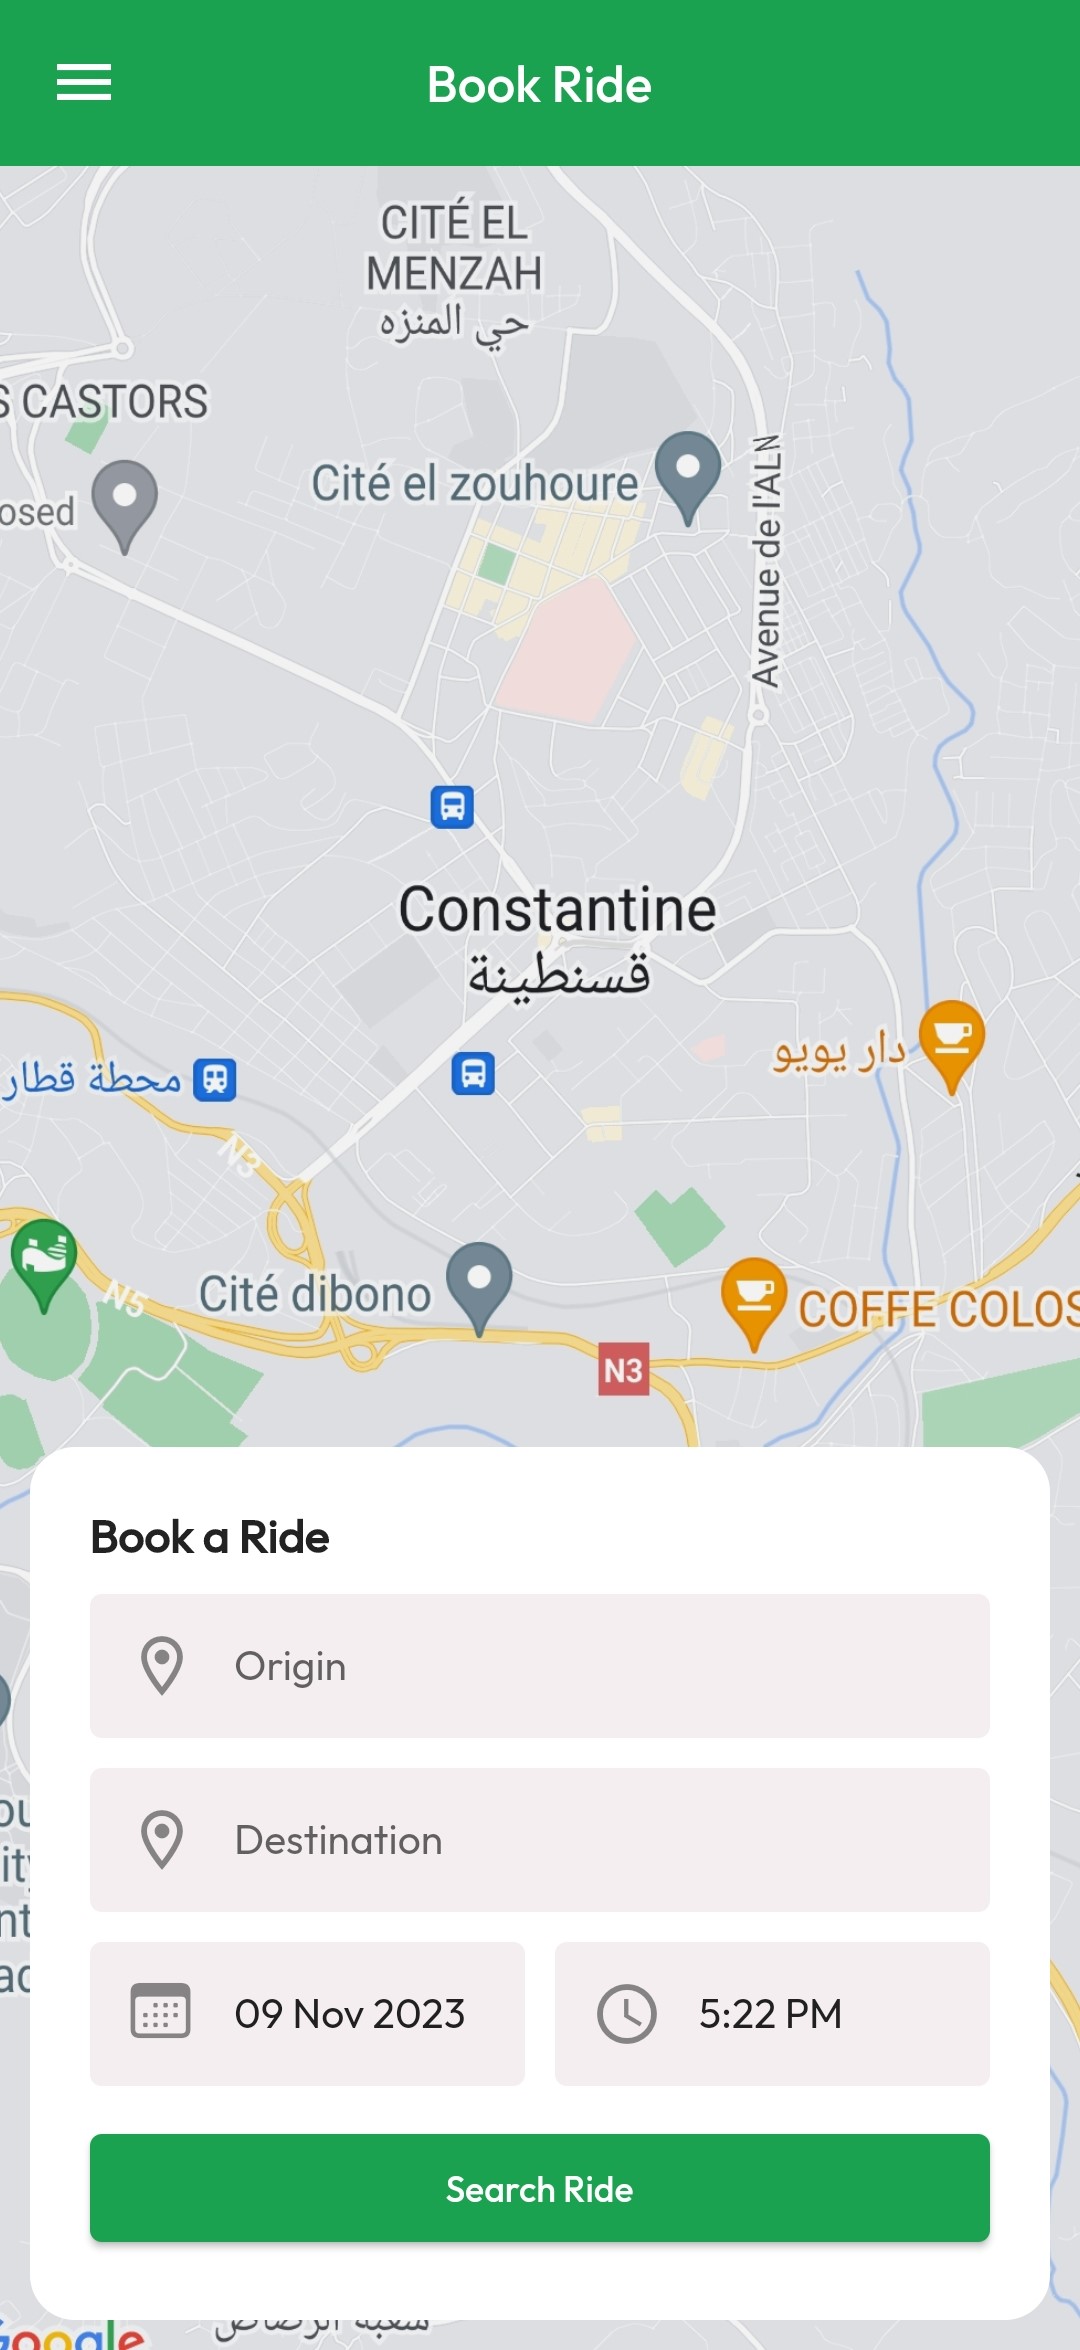 Book Ride
CITÉ EL
MENZAH
حي المنزه
S CASTORS
Cité el zouhoure
osed
Avenue de l'ALN
Constantine
قسنطينة
دار يويو
محطة قطار
N3
N5
Cité dibono
COFFE COLOS
N3
Book a Ride
Origin
Destination
09 Nov 2023
5:22 PM
Search Ride
Google